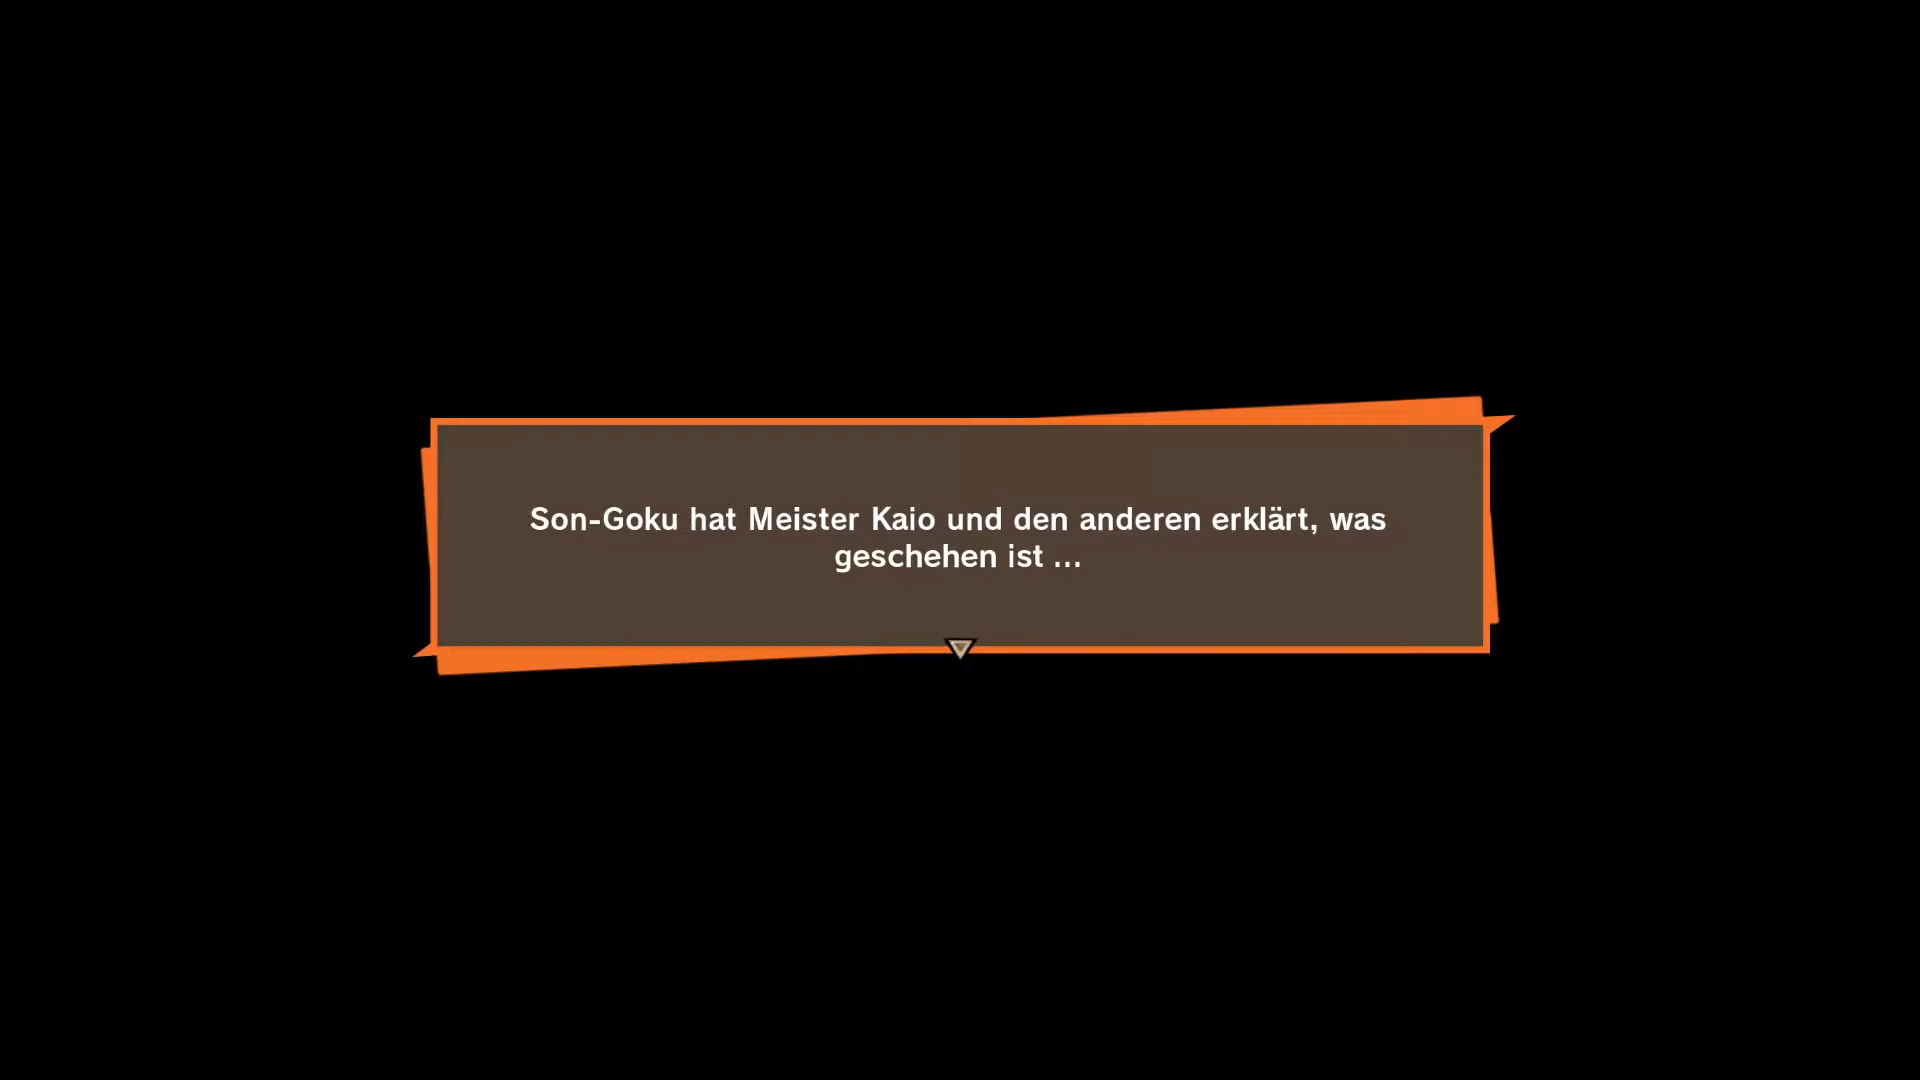 Son-Goku hat Meister Kaio und den anderen erklärt, was
geschehen ist ...